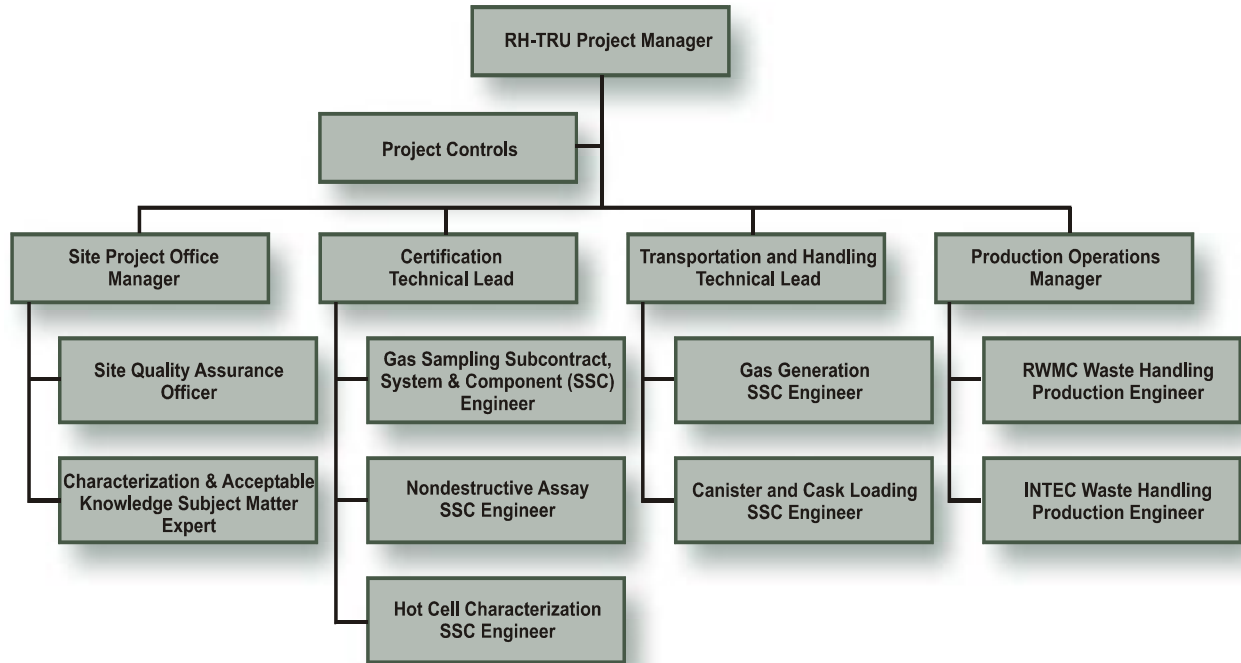 RH-TRU Project Manager
Project Controls
Site Project Office
Manager
Certification
Technical Lead
Transportation and Handling
Technical Lead
Production Operations
Manager
Site Quality Assurance
Officer
Gas Sampling Subcontract,
System & Component (SSC)
Engineer
Gas Generation
SSC Engineer
RWMC Waste Handling
Production Engineer
Characterization & Acceptable
Knowledge Subject Matter
Expert
Nondestructive Assay
SSC Engineer
Canister and Cask Loading
SSC Engineer
INTEC Waste Handling
Production Engineer
Hot Cell Characterization
SSC Engineer